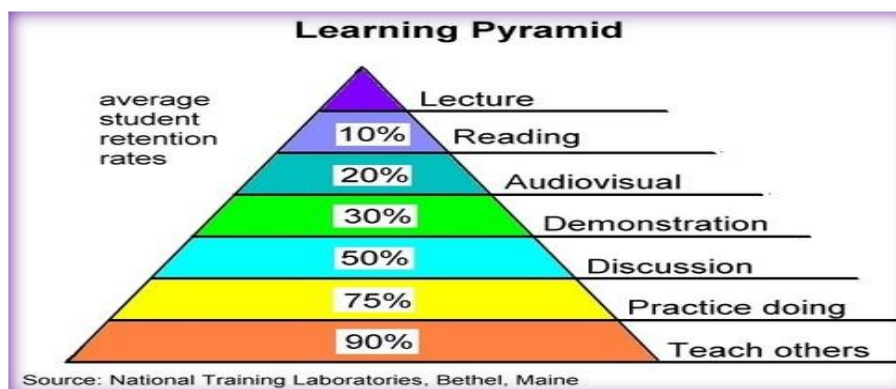 Learning Pyramid
average
student
retention
rates
Lecture
10% Reading
20% Audiovisual
30% Demonstration
50% Discussion
75% Practice doing
90% Teach others
Source: National Training Laboratories, Bethel, Maine